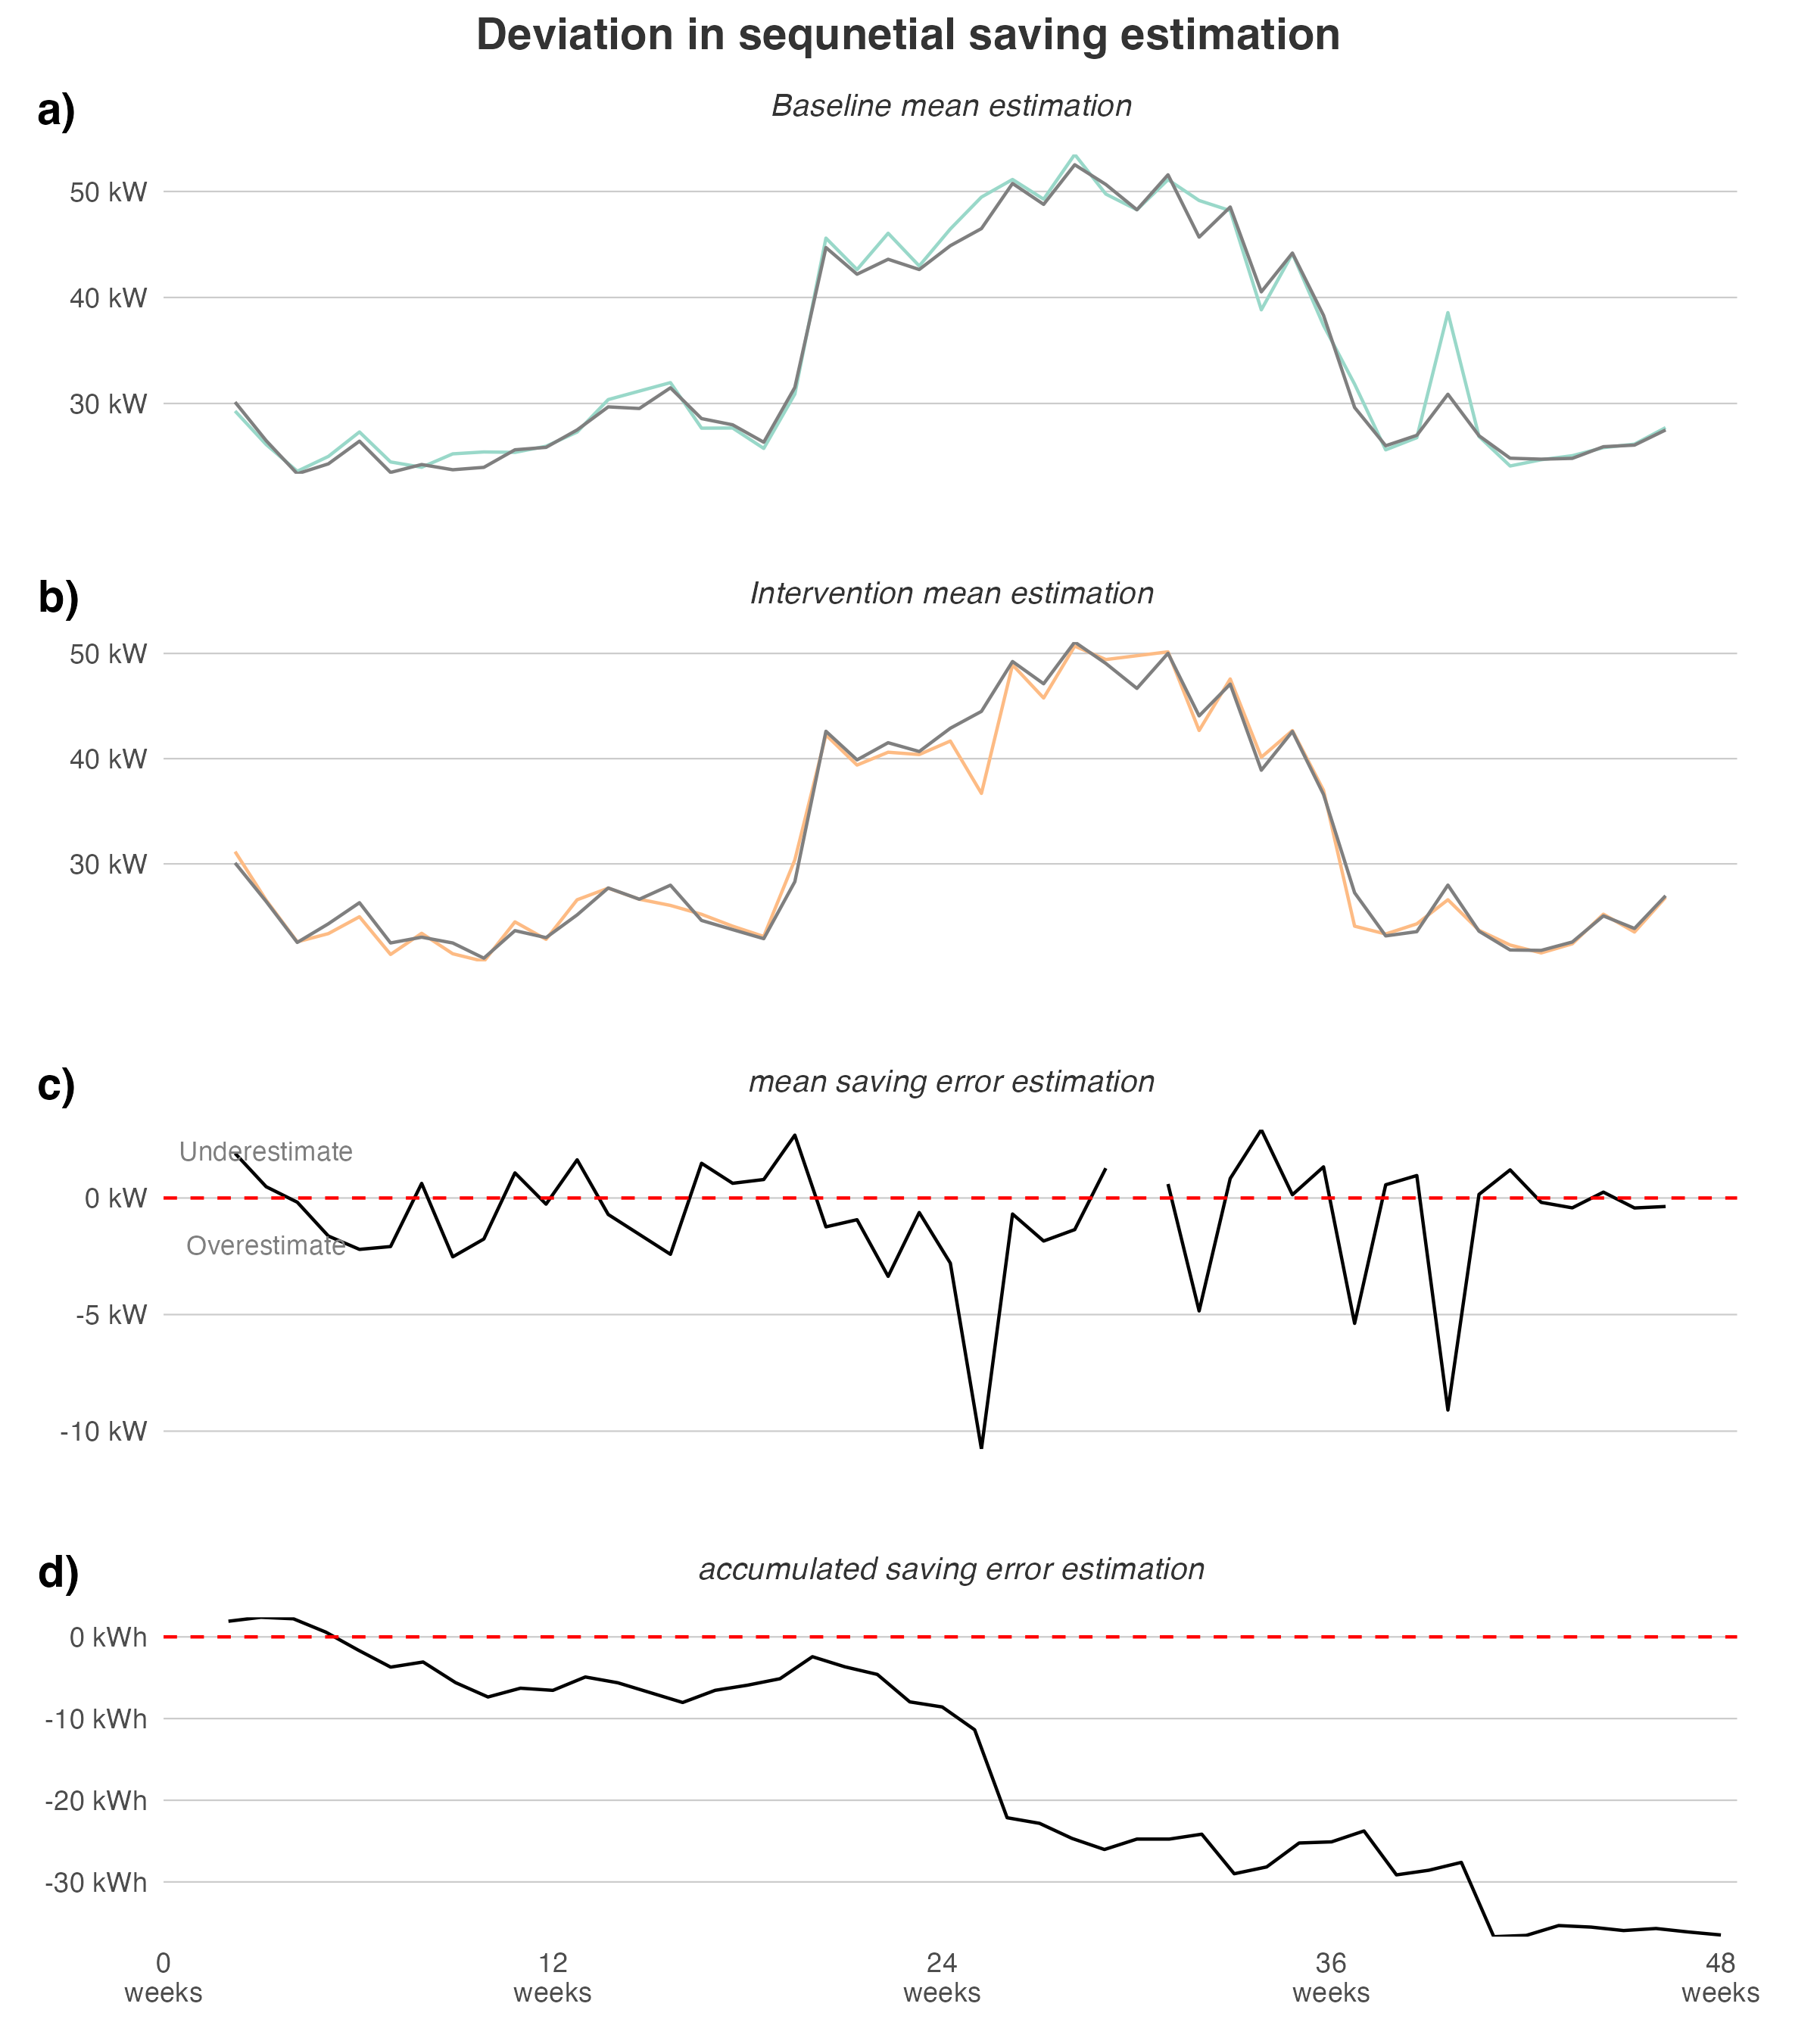 Deviation in sequnetial saving estimation
a)
Baseline mean estimation
50 kW
40 kW
30 kW
b)
Intervention mean estimation
50 kW
40 kW
30 kW
c)
mean saving error estimation
Underestimate
0 kW
Overestimate
-5 kW
-10 kW
d)
accumulated saving error estimation
0 kWh
-10 kWh
-20 kWh
-30 kWh
0 12 24 36 48
weeks weeks weeks weeks weeks